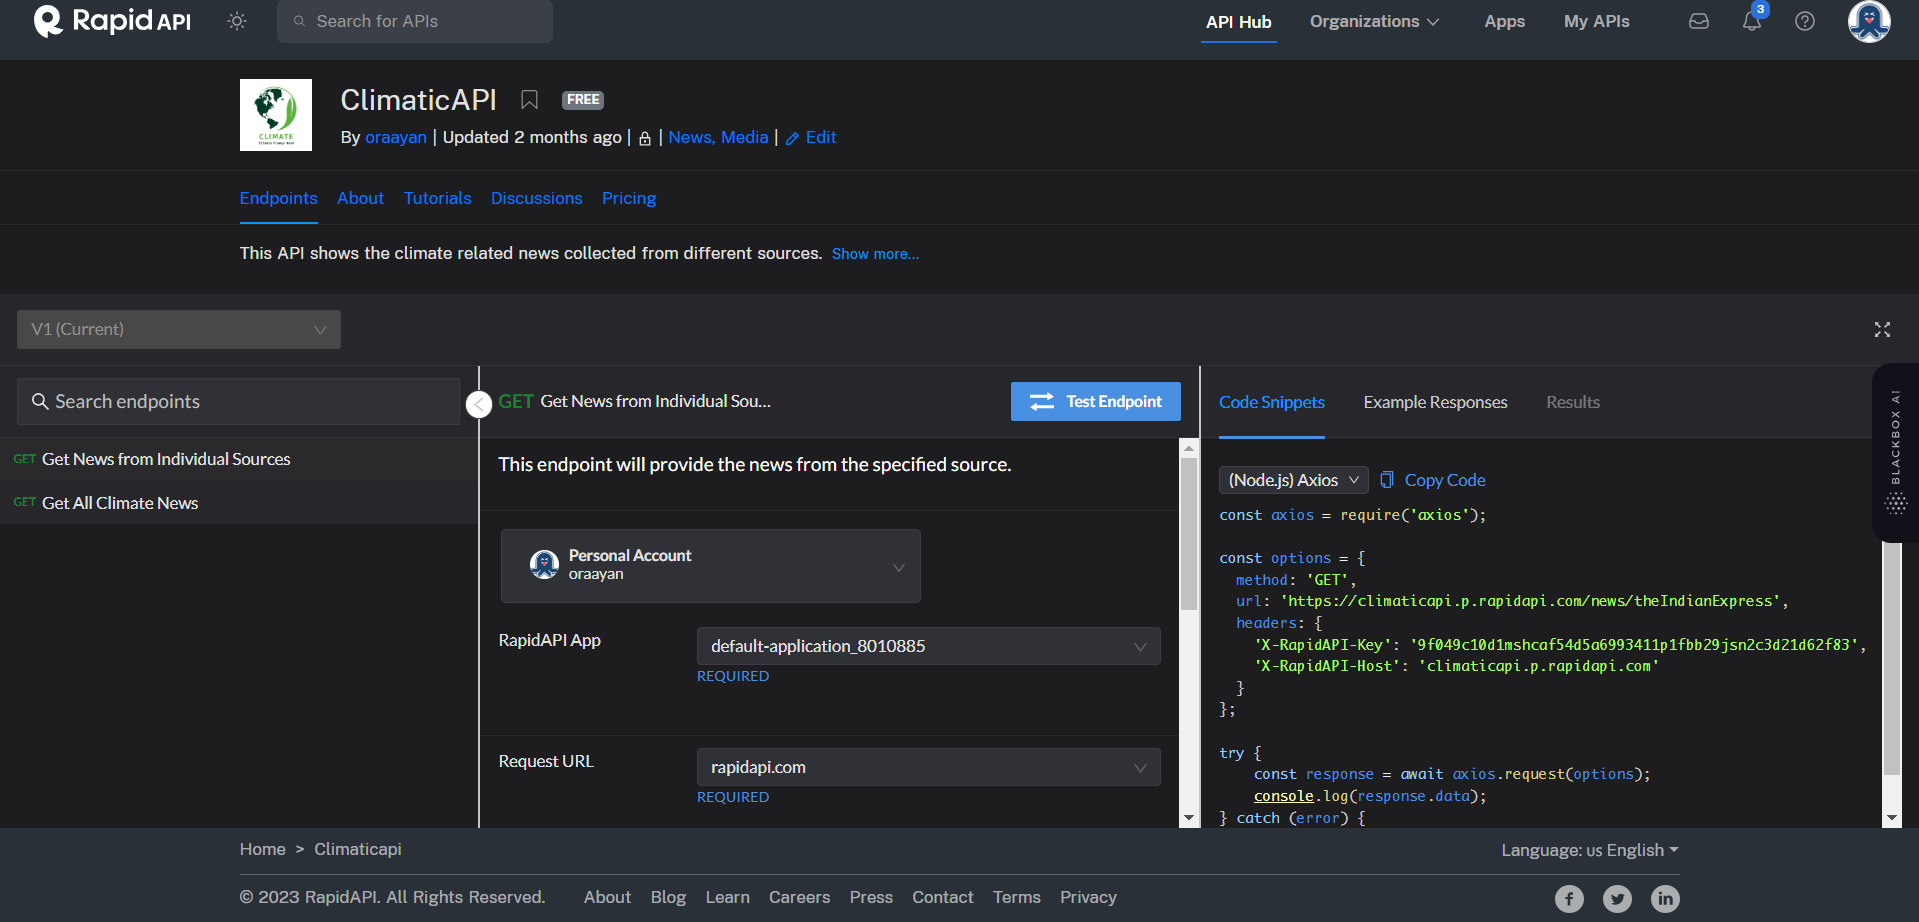 Rapid API
Search for APIs
API Hub
Organizations
Apps
My APIs
3
CLIMATE
ClimaticAPI
FREE
By oraayan | Updated 2 months ago | | News, Media | Edit
Endpoints About Tutorials Discussions Pricing
This API shows the climate related news collected from different sources. Show more...
V1 (Current)
Search endpoints
GET Get News from Individual Sources
GET Get All Climate News
GET Get News from Individual Sou...
Test Endpoint
This endpoint will provide the news from the specified source.
Personal Account
oraayan
RapidAPI App
default-application_8010885
REQUIRED
Request URL
rapidapi.com
REQUIRED
Code Snippets Example Responses Results
(Node.js) Axios
Copy Code
const axios = require('axios');
const options = {
method: 'GET',
url: 'https://climaticapi.p.rapidapi.com/news/theIndianExpress',
headers: {
'X-RapidAPI-Key': '9f049c10d1mshcaf54d5a6993411p1fbb29jsn2c3d21d62f83',
'X-RapidAPI-Host': 'climaticapi.p.rapidapi.com'
}
};
try {
const response = await axios.request(options);
console.log(response.data);
} catch (error) {
BLACKBOX AI
Home > Climaticapi
Language: us English
© 2023 RapidAPI. All Rights Reserved.
About Blog Learn Careers Press Contact Terms Privacy